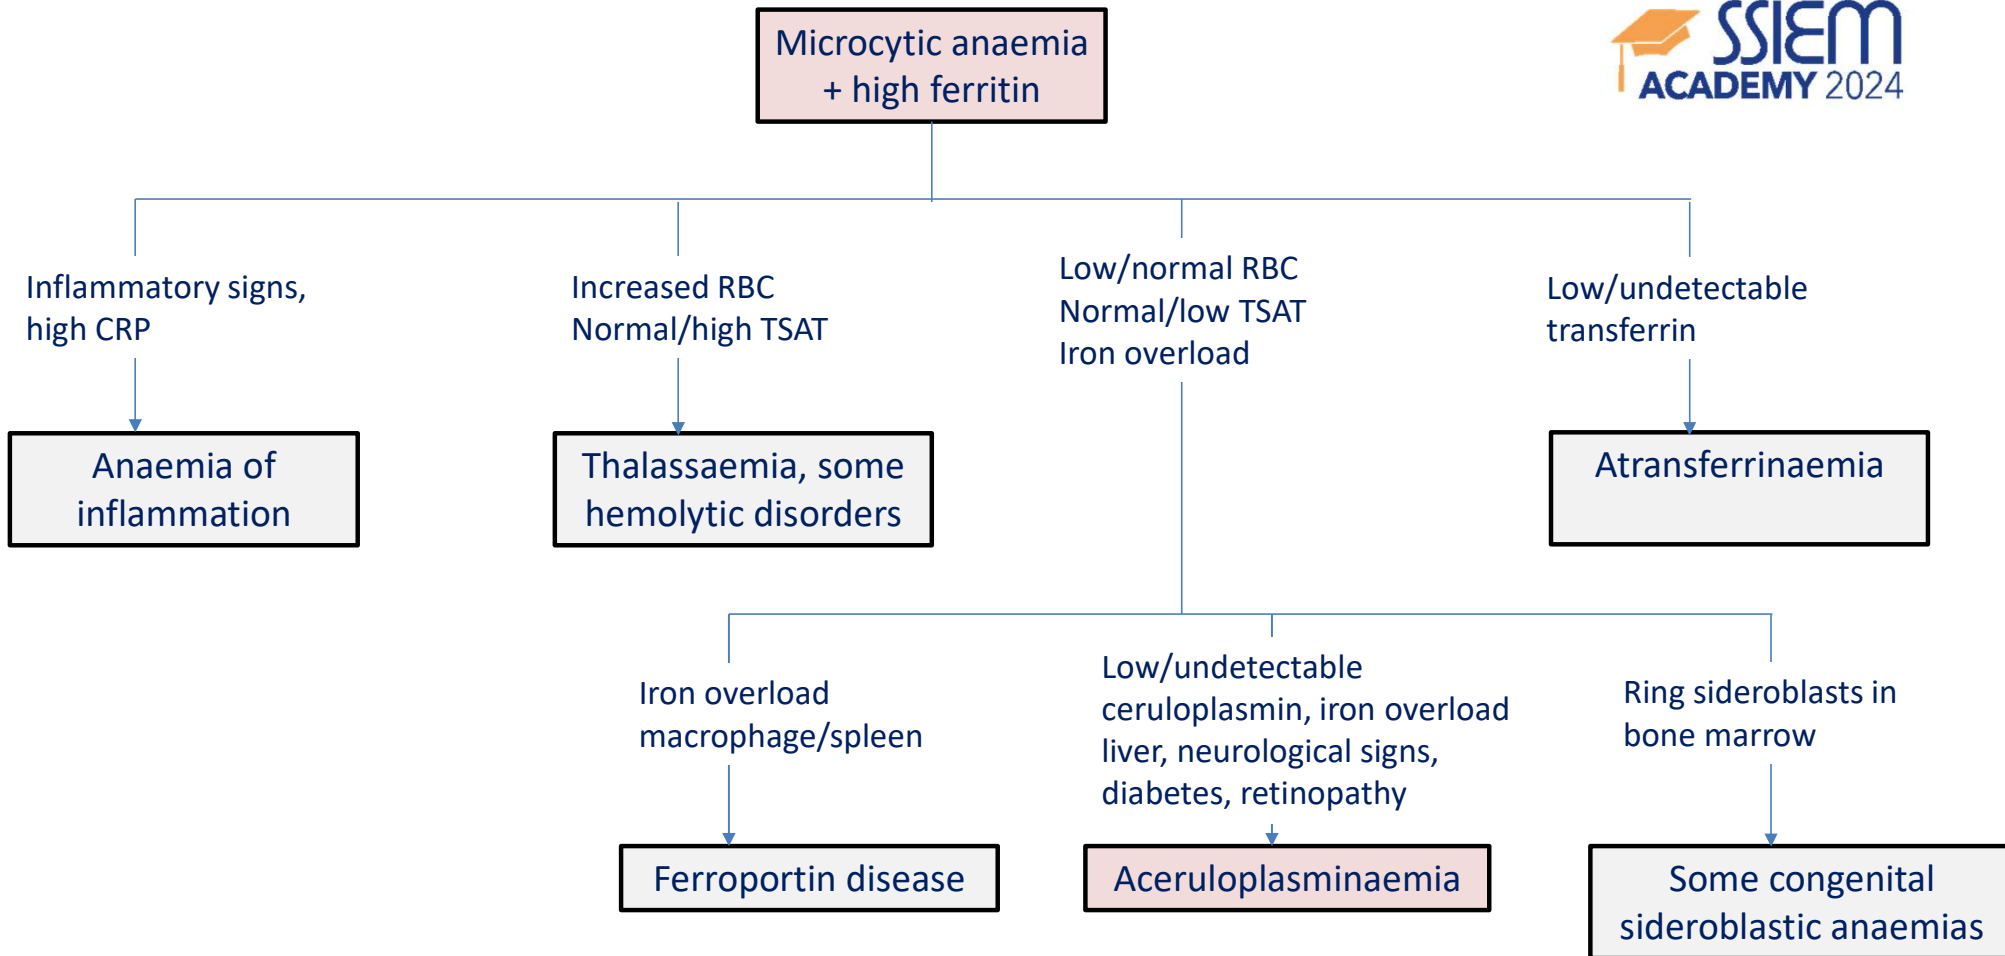 SSIEM
ACADEMY 2024
Microcytic anaemia
+ high ferritin
Inflammatory signs,
high CRP
Increased RBC
Normal/high TSAT
Low/normal RBC
Normal/low TSAT
Iron overload
Low/undetectable
transferrin
Anaemia of
inflammation
Thalassaemia, some
hemolytic disorders
Atransferrinaemia
Iron overload
macrophage/spleen
Low/undetectable
ceruloplasmin, iron overload
liver, neurological signs,
diabetes, retinopathy
Ring sideroblasts in
bone marrow
Ferroportin disease
Aceruloplasminaemia
Some congenital
sideroblastic anaemias